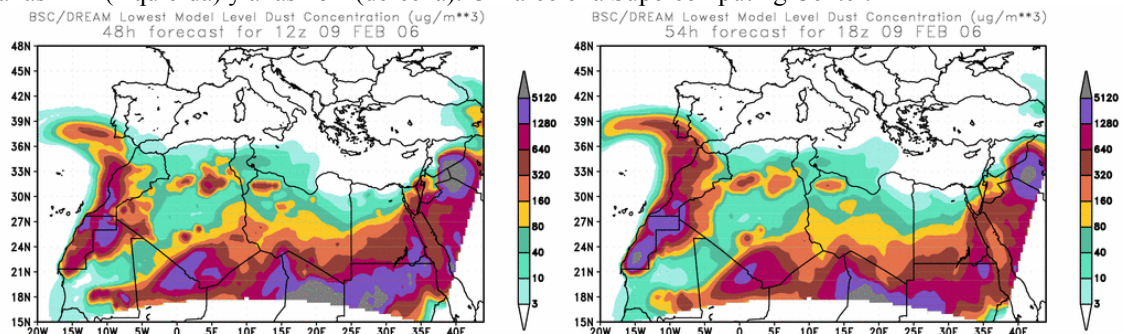 BSC/DREAM Lowest Model Level Dust Concentration (ug/m**3)
48h forecast for 12z 09 FEB 06
48N
45N
42N
39N
36N
33N
30N
27N
24N
21N
18N
15N
20W 15W 10W 5W 0 5E 10E 15E 20E 25E 30E 35E 40E
5120
1280
640
320
160
80
40
10
3
BSC/DREAM Lowest Model Level Dust Concentration (ug/m**3)
54h forecast for 18z 09 FEB 06
48N
45N
42N
39N
36N
33N
30N
27N
24N
21N
18N
15N
20W 15W 10W 5W 0 5E 10E 15E 20E 25E 30E 35E 40E
5120
1280
640
320
160
80
40
10
3